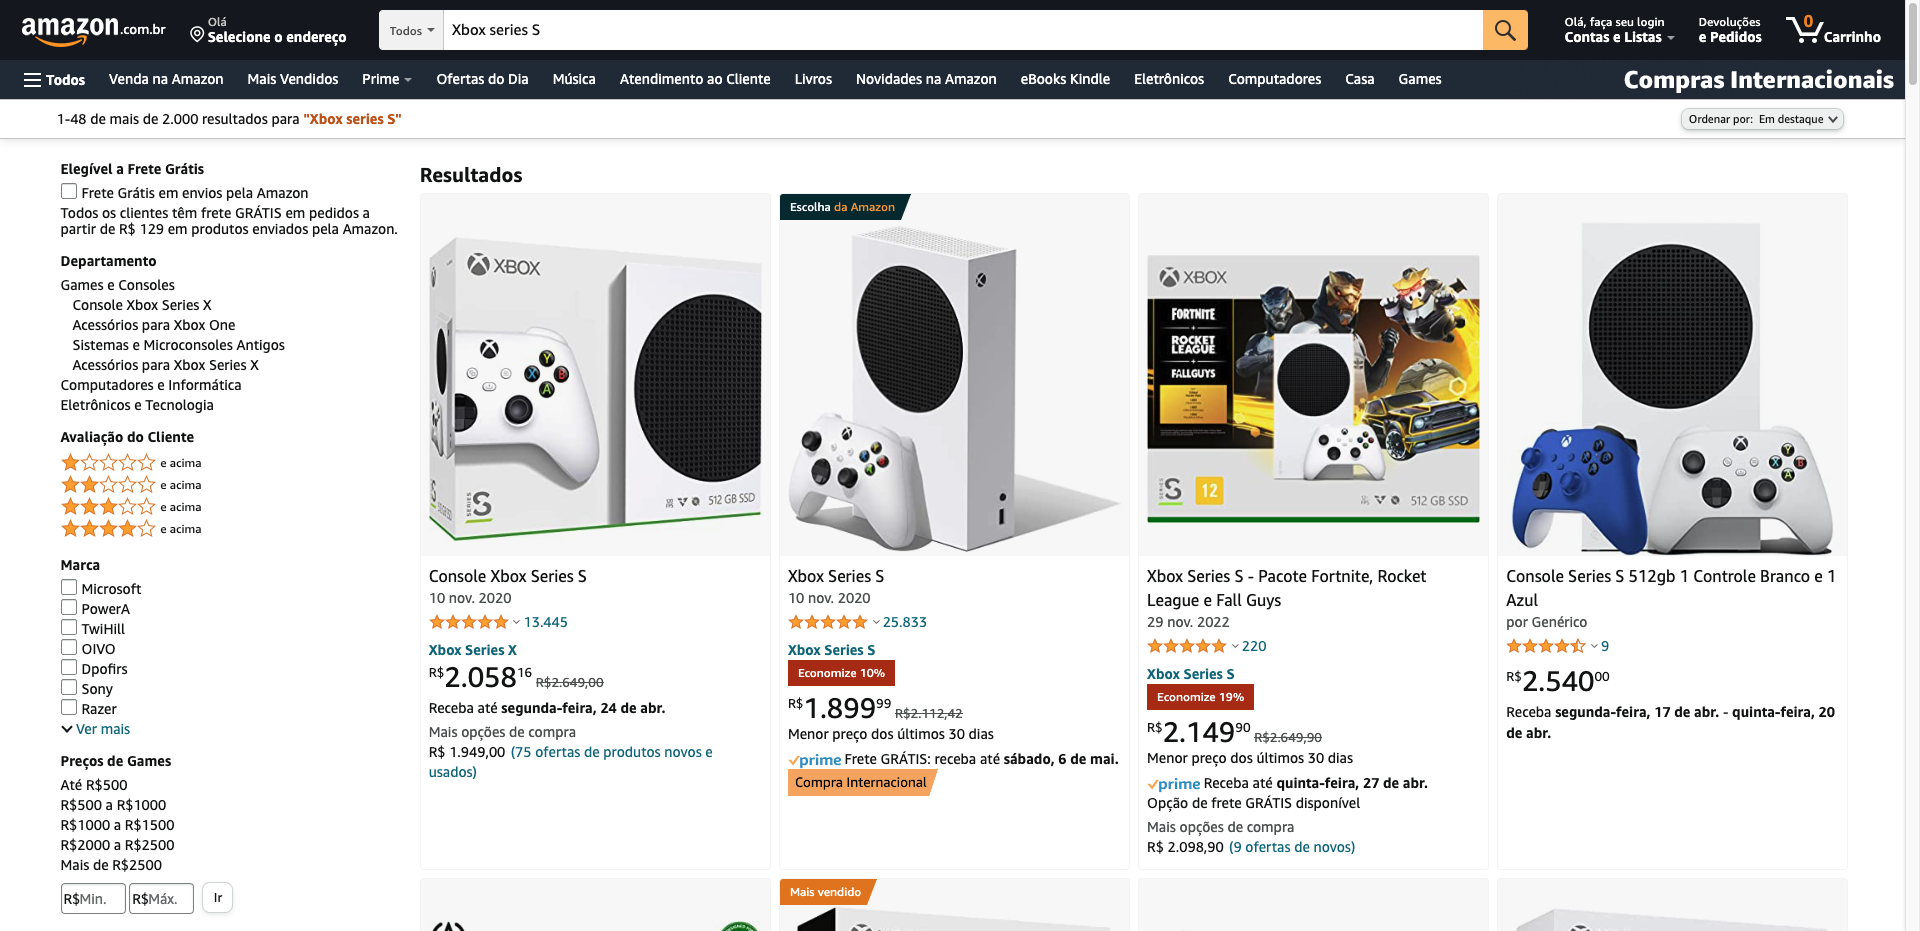 amazon.com.br
Olá
Selecione o endereço
Todos
Xbox series S
Olá, faça seu login
Contas e Listas
Devoluções
e Pedidos
0
Carrinho
Todos
Venda na Amazon
Mais Vendidos
Prime
Ofertas do Dia
Música
Atendimento ao Cliente
Livros
Novidades na Amazon
eBooks Kindle
Eletrônicos
Computadores
Casa
Games
Compras Internacionais
1-48 de mais de 2.000 resultados para "Xbox series S"
Ordenar por: Em destaque
Elegível a Frete Grátis
Frete Grátis em envios pela Amazon
Todos os clientes têm frete GRÁTIS em pedidos a
partir de R$ 129 em produtos enviados pela Amazon.
Departamento
Games e Consoles
Console Xbox Series X
Acessórios para Xbox One
Sistemas e Microconsoles Antigos
Acessórios para Xbox Series X
Computadores e Informática
Eletrônicos e Tecnologia
Avaliação do Cliente
e acima
e acima
e acima
e acima
Marca
Microsoft
PowerA
TwiHill
OIVO
Dpofirs
Sony
Razer
Ver mais
Preços de Games
Até R$500
R$500 a R$1000
R$1000 a R$1500
R$2000 a R$2500
Mais de R$2500
R$Min.
R$Máx.
Ir
Resultados
XBOX
Y
X
B
A
SERIES S
512 GB SSD
Console Xbox Series S
10 nov. 2020
13.445
Xbox Series X
R$2.05816 R$2.649,00
Receba até segunda-feira, 24 de abr.
Mais opções de compra
R$ 1.949,00 (75 ofertas de produtos novos e
usados)
Escolha da Amazon
Xbox Series S
10 nov. 2020
25.833
Xbox Series S
Economize 10%
R$1.89999 R$2.112,42
Menor preço dos últimos 30 dias
prime Frete GRÁTIS: receba até sábado, 6 de mai.
Compra Internacional
XBOX
FORTNITE
+
ROCKET
LEAGUE
+
FALL GUYS
SERIES S
12
512 GB SSD
Xbox Series S - Pacote Fortnite, Rocket
League e Fall Guys
29 nov. 2022
220
Xbox Series S
Economize 19%
R$2.14990 R$2.649,90
Menor preço dos últimos 30 dias
prime Receba até quinta-feira, 27 de abr.
Opção de frete GRÁTIS disponível
Mais opções de compra
R$ 2.098,90 (9 ofertas de novos)
Y
X
B
A
Console Series S 512gb 1 Controle Branco e 1
Azul
por Genérico
9
R$2.54000
Receba segunda-feira, 17 de abr. - quinta-feira, 20
de abr.
Mais vendido